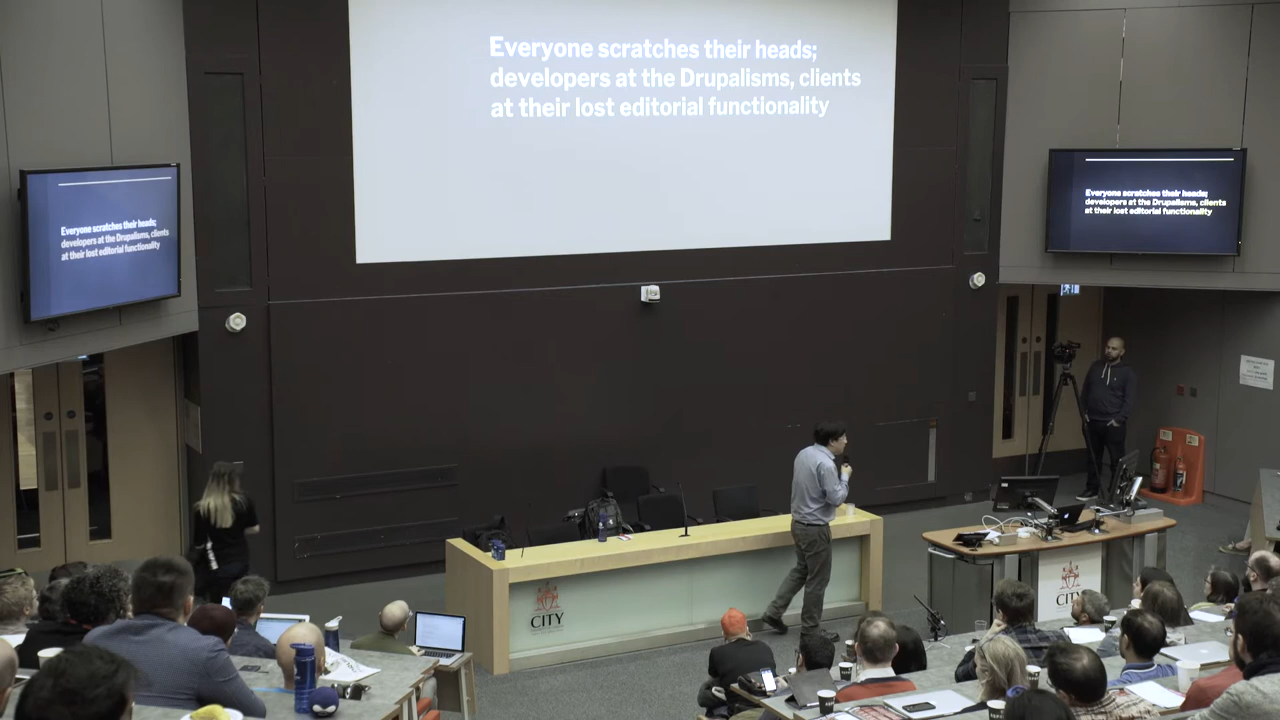 Everyone scratches their heads;
developers at the Drupalisms, clients
at their lost editorial functionality
Everyone scratches their heads;
developers at the Drupalisms, clients
at their lost editorial functionality
Everyone scratches their heads;
developers at the Drupalisms, clients
at their lost editorial functionality
CITY
CITY